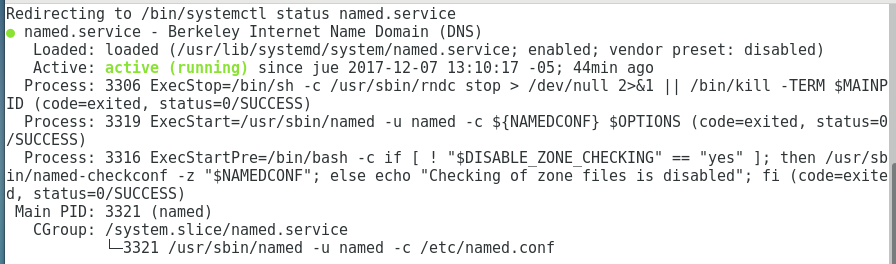 Redirecting to /bin/systemctl status named.service
● named.service - Berkeley Internet Name Domain (DNS)
   Loaded: loaded (/usr/lib/systemd/system/named.service; enabled; vendor preset: disabled)
   Active: active (running) since jue 2017-12-07 13:10:17 -05; 44min ago
  Process: 3306 ExecStop=/bin/sh -c /usr/sbin/rndc stop > /dev/null 2>&1 || /bin/kill -TERM $MAINP
ID (code=exited, status=0/SUCCESS)
  Process: 3319 ExecStart=/usr/sbin/named -u named -c ${NAMEDCONF} $OPTIONS (code=exited, status=0
/SUCCESS)
  Process: 3316 ExecStartPre=/bin/bash -c if [ ! "$DISABLE_ZONE_CHECKING" == "yes" ]; then /usr/sb
in/named-checkconf -z "$NAMEDCONF"; else echo "Checking of zone files is disabled"; fi (code=exite
d, status=0/SUCCESS)
 Main PID: 3321 (named)
   CGroup: /system.slice/named.service
           └─3321 /usr/sbin/named -u named -c /etc/named.conf